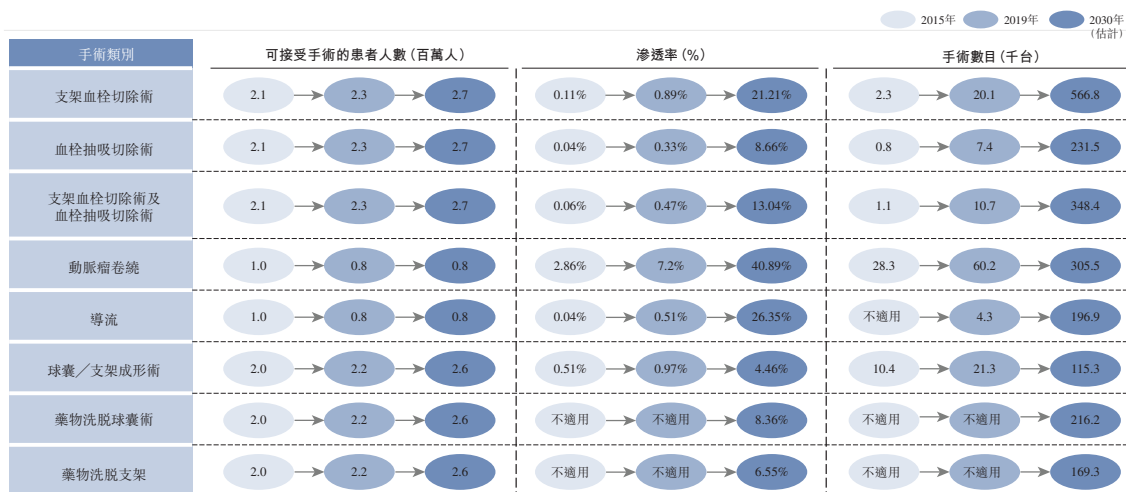 2015年 2019年 2030年
(估計)
手術類別 可接受手術的患者人數(百萬人) 滲透率(%) 手術數目(千台)
支架血栓切除術 2.1 2.3 2.7 0.11% 0.89% 21.21% 2.3 20.1 566.8
血栓抽吸切除術 2.1 2.3 2.7 0.04% 0.33% 8.66% 0.8 7.4 231.5
支架血栓切除術及
血栓抽吸切除術 2.1 2.3 2.7 0.06% 0.47% 13.04% 1.1 10.7 348.4
動脈瘤卷繞 1.0 0.8 0.8 2.86% 7.2% 40.89% 28.3 60.2 305.5
導流 1.0 0.8 0.8 0.04% 0.51% 26.35% 不適用 4.3 196.9
球囊╱支架成形術 2.0 2.2 2.6 0.51% 0.97% 4.46% 10.4 21.3 115.3
藥物洗脫球囊術 2.0 2.2 2.6 不適用 不適用 8.36% 不適用 不適用 216.2
藥物洗脫支架 2.0 2.2 2.6 不適用 不適用 6.55% 不適用 不適用 169.3